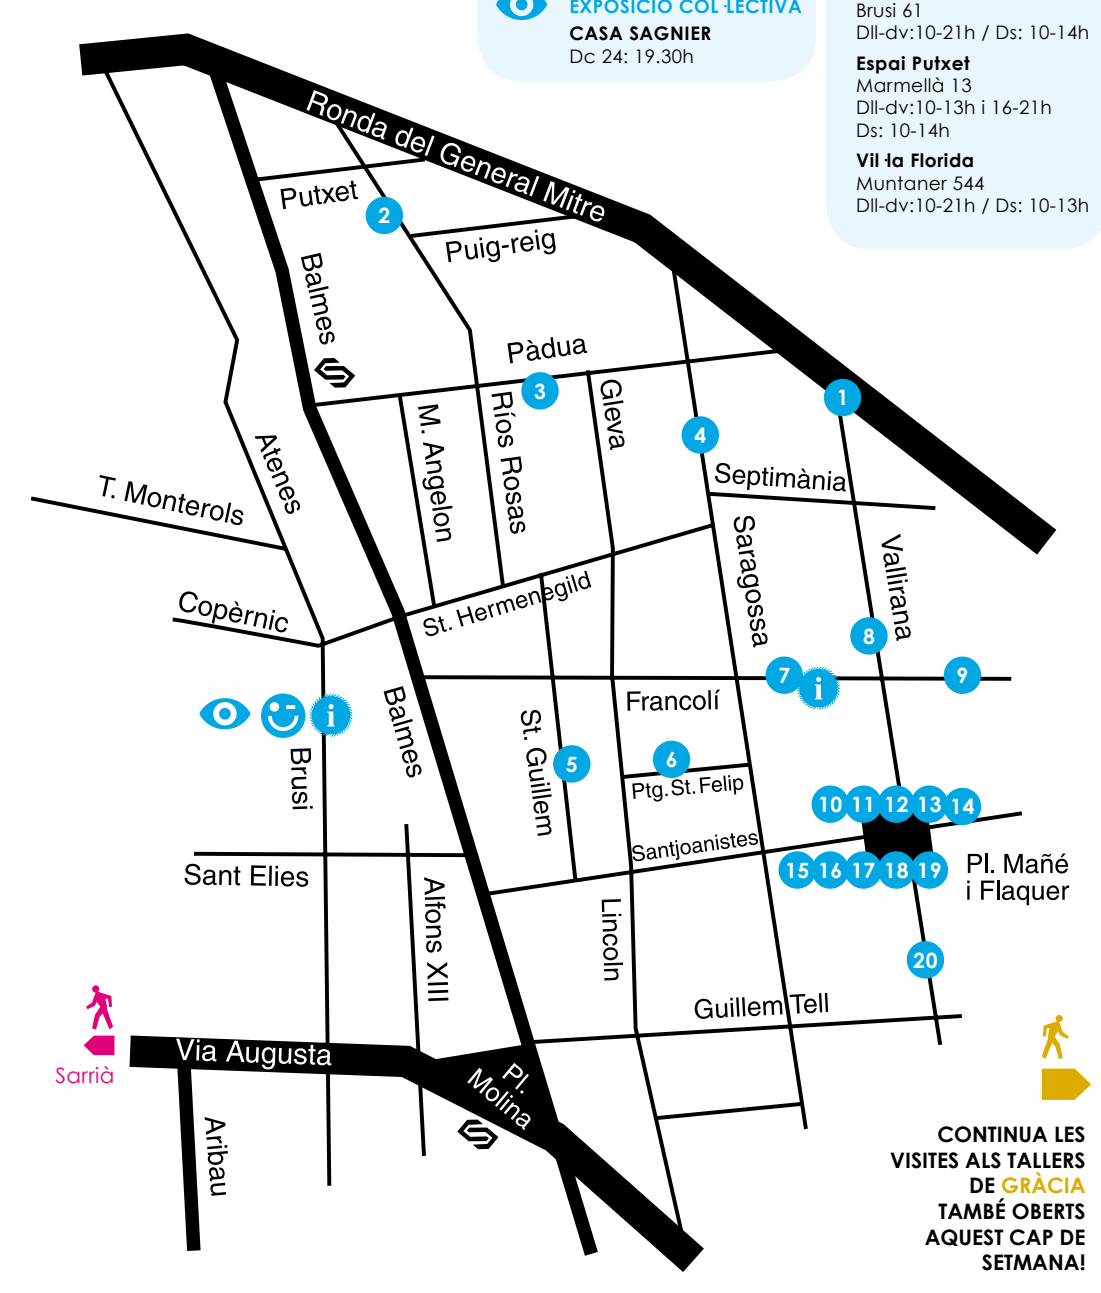 EXPOSICIÓ COL·LECTIVA
CASA SAGNIER
Dc 24: 19.30h
Brusi 61
Dll-dv:10-21h / Ds: 10-14h
Espai Putxet
Marmellà 13
Dll-dv:10-13h i 16-21h
Ds: 10-14h
Vil·la Florida
Muntaner 544
Dll-dv:10-21h / Ds: 10-13h
Ronda del General Mitre
Putxet
2
Puig-reig
Balmes
Pàdua
3
1
Gleva
M. Angelon
Ríos Rosas
4
Atenes
Septimània
T. Monterols
Saragossa
Vallirana
St. Hermenegild
Copèrnic
8
7
i
9
Francolí
Balmes
i
Brusi
St. Guillem
5
6
Ptg. St. Felip
10 11 12 13 14
Santjoanistes
15 16 17 18 19
Pl. Mañé
i Flaquer
Sant Elies
Alfons XIII
Lincoln
20
Guillem Tell
Via Augusta
Sarrià
Pl.
Molina
Aribau
CONTINUA LES
VISITES ALS TALLERS
DE GRÀCIA
TAMBÉ OBERTS
AQUEST CAP DE
SETMANA!